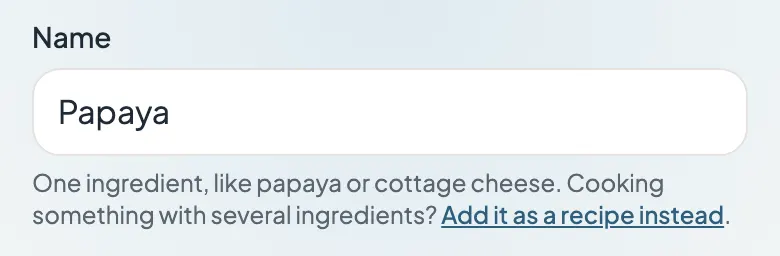 Name
Papaya
One ingredient, like papaya or cottage cheese. Cooking
something with several ingredients? Add it as a recipe instead.